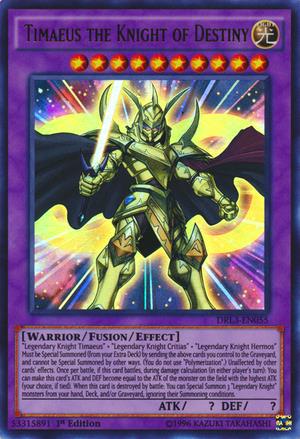 TIMAEUS THE KNIGHT OF DESTINY
LIGHT
光
DRL3-EN055
[WARRIOR/FUSION/EFFECT]
"Legendary Knight Timaeus" + "Legendary Knight Critias" + "Legendary Knight Hermos"
Must be Special Summoned (from your Extra Deck) by sending the above cards you control to the Graveyard,
and cannot be Special Summoned by other ways. (You do not use "Polymerization".) Unaffected by other
cards' effects. Once per battle, if this card battles, during damage calculation (in either player's turn): You
can make this card's ATK and DEF become equal to the ATK of the monster on the field with the highest ATK
(your choice, if tied). When this card is destroyed by battle: You can Special Summon 3 "Legendary Knight"
monsters from your hand, Deck, and/or Graveyard, ignoring their Summoning conditions.
ATK/ ? DEF/ ?
53315891 1st Edition ©1996 KAZUKI TAKAHASHI